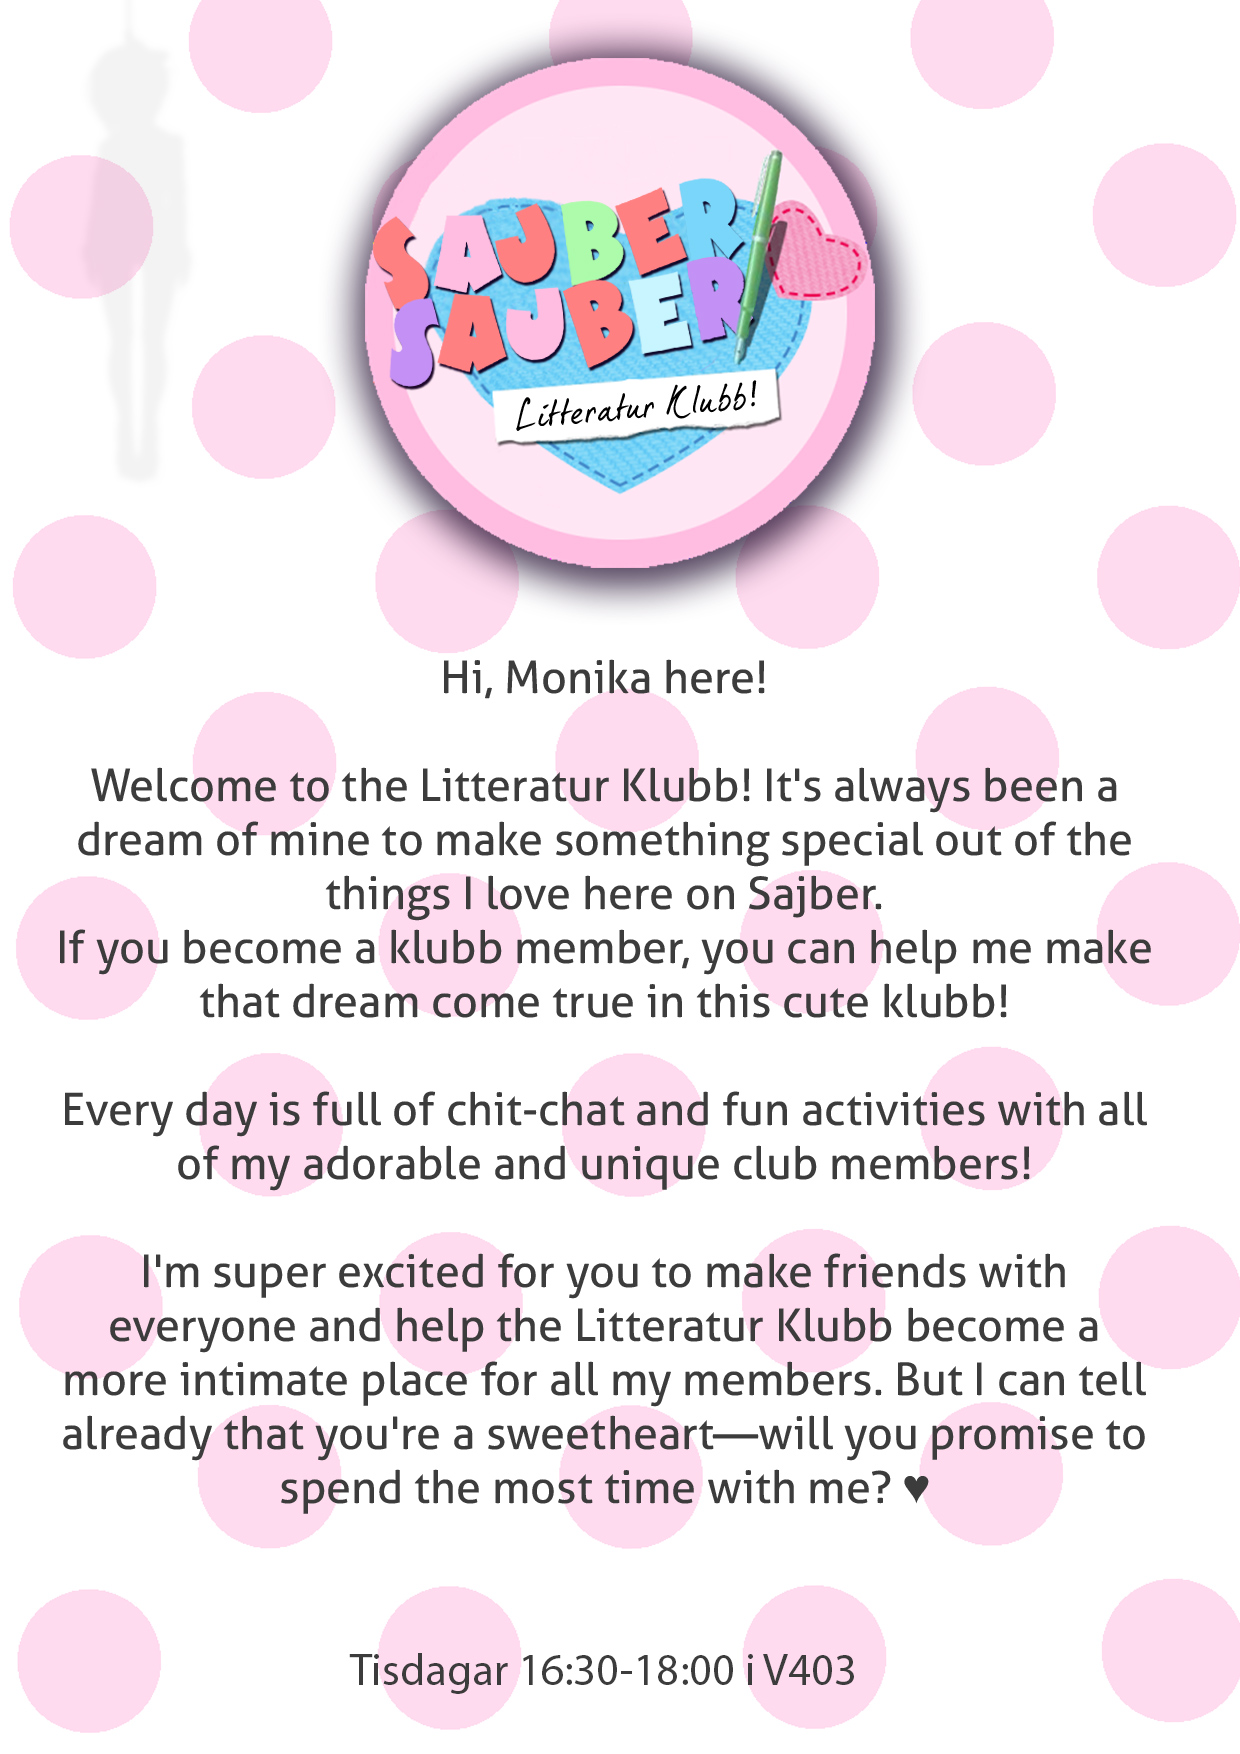 SAJBER
SAJBER
Litteratur Klubb!
Hi, Monika here!
Welcome to the Litteratur Klubb! It's always been a
dream of mine to make something special out of the
things I love here on Sajber.
If you become a klubb member, you can help me make
that dream come true in this cute klubb!
Every day is full of chit-chat and fun activities with all
of my adorable and unique club members!
I'm super excited for you to make friends with
everyone and help the Litteratur Klubb become a
more intimate place for all my members. But I can tell
already that you're a sweetheart—will you promise to
spend the most time with me? ♥
Tisdagar 16:30-18:00 i V403